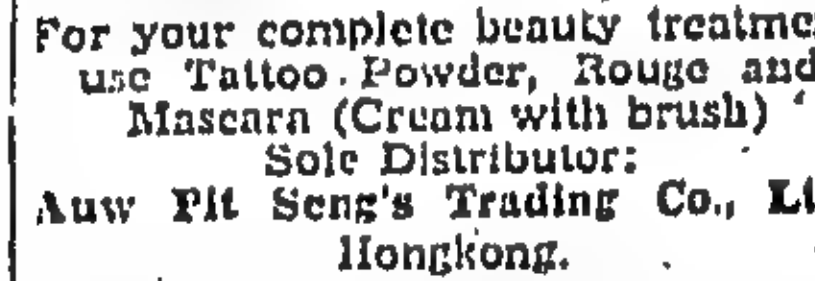 For your complete beauty treatme
use Tattoo Powder, Rouge and
Mascara (Cream with brush)
Sole Distributor:
Auw Pit Seng's Trading Co., Lt
Hongkong.